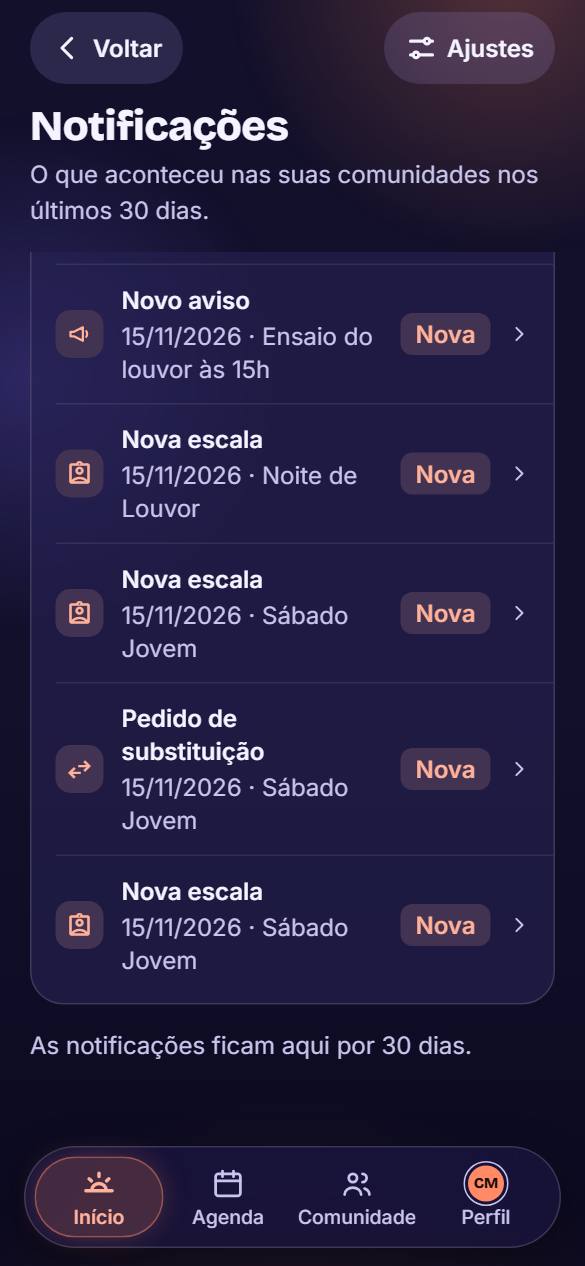 Voltar
Ajustes
Notificações
O que aconteceu nas suas comunidades nos
últimos 30 dias.
Novo aviso
15/11/2026 · Ensaio do
louvor às 15h
Nova
Nova escala
15/11/2026 · Noite de
Louvor
Nova
Nova escala
15/11/2026 · Sábado
Jovem
Nova
Pedido de
substituição
15/11/2026 · Sábado
Jovem
Nova
Nova escala
15/11/2026 · Sábado
Jovem
Nova
As notificações ficam aqui por 30 dias.
Início
Agenda
Comunidade
CM
Perfil